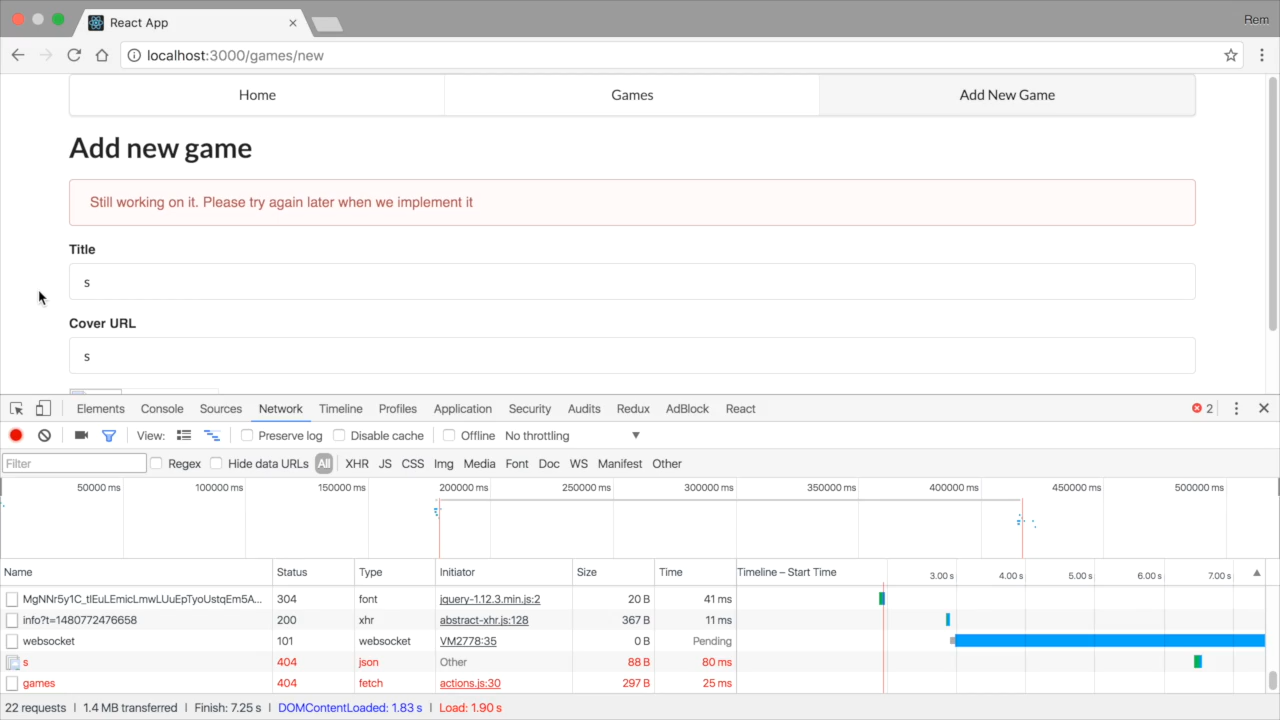 React App
Rem
localhost:3000/games/new
Home Games Add New Game
Add new game
Still working on it. Please try again later when we implement it
Title
s
Cover URL
s
Elements Console Sources Network Timeline Profiles Application Security Audits Redux AdBlock React 2
View: Preserve log Disable cache Offline No throttling
Filter Regex Hide data URLs All XHR JS CSS Img Media Font Doc WS Manifest Other
50000 ms 100000 ms 150000 ms 200000 ms 250000 ms 300000 ms 350000 ms 400000 ms 450000 ms 500000 ms
Name Status Type Initiator Size Time Timeline – Start Time 3.00 s 4.00 s 5.00 s 6.00 s 7.00 s
MgNNr5y1C_tIEuLEmicLmwLUuEpTyoUstqEm5A... 304 font jquery-1.12.3.min.js:2 20 B 41 ms
info?t=1480772476658 200 xhr abstract-xhr.js:128 367 B 11 ms
websocket 101 websocket VM2778:35 0 B Pending
s 404 json Other 88 B 80 ms
games 404 fetch actions.js:30 297 B 25 ms
22 requests | 1.4 MB transferred | Finish: 7.25 s | DOMContentLoaded: 1.83 s | Load: 1.90 s